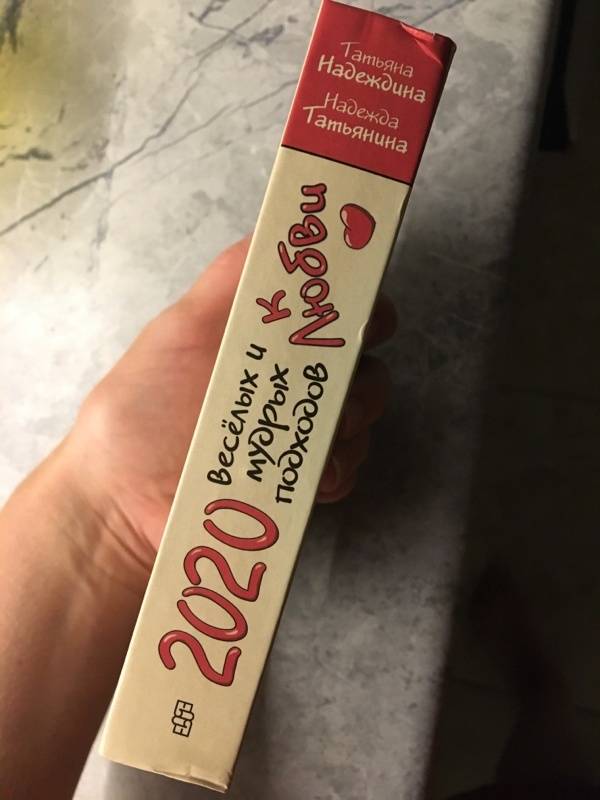 Татьяна
Надеждина
Надежда
Татьянина
2020
весёлых и
мудрых
подходов
к
Любви